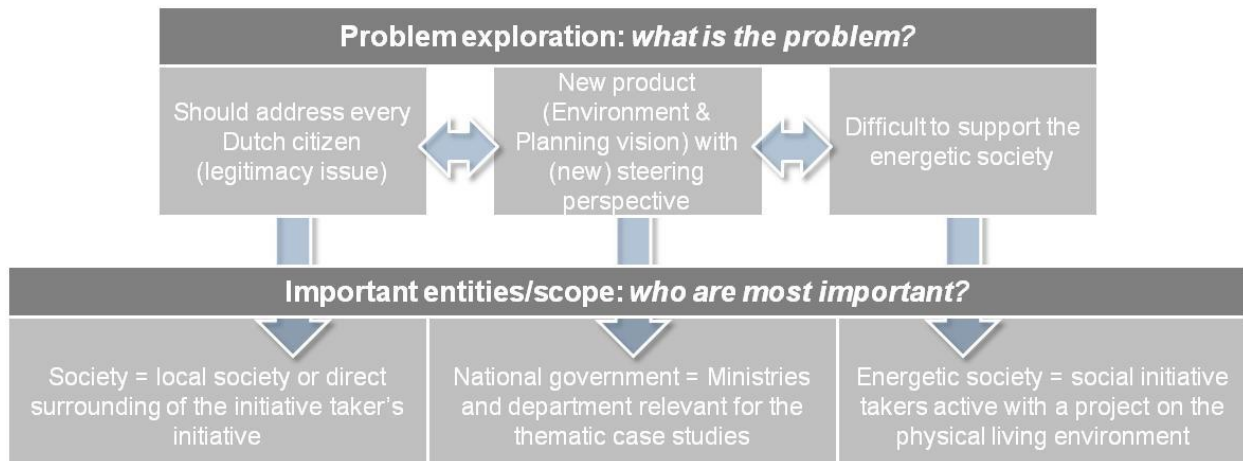 Problem exploration: what is the problem?
Should address every
Dutch citizen
(legitimacy issue)
New product
(Environment &
Planning vision) with
(new) steering
perspective
Difficult to support the
energetic society
Important entities/scope: who are most important?
Society = local society or direct
surrounding of the initiative taker's
initiative
National government = Ministries
and department relevant for the
thematic case studies
Energetic society = social initiative
takers active with a project on the
physical living environment